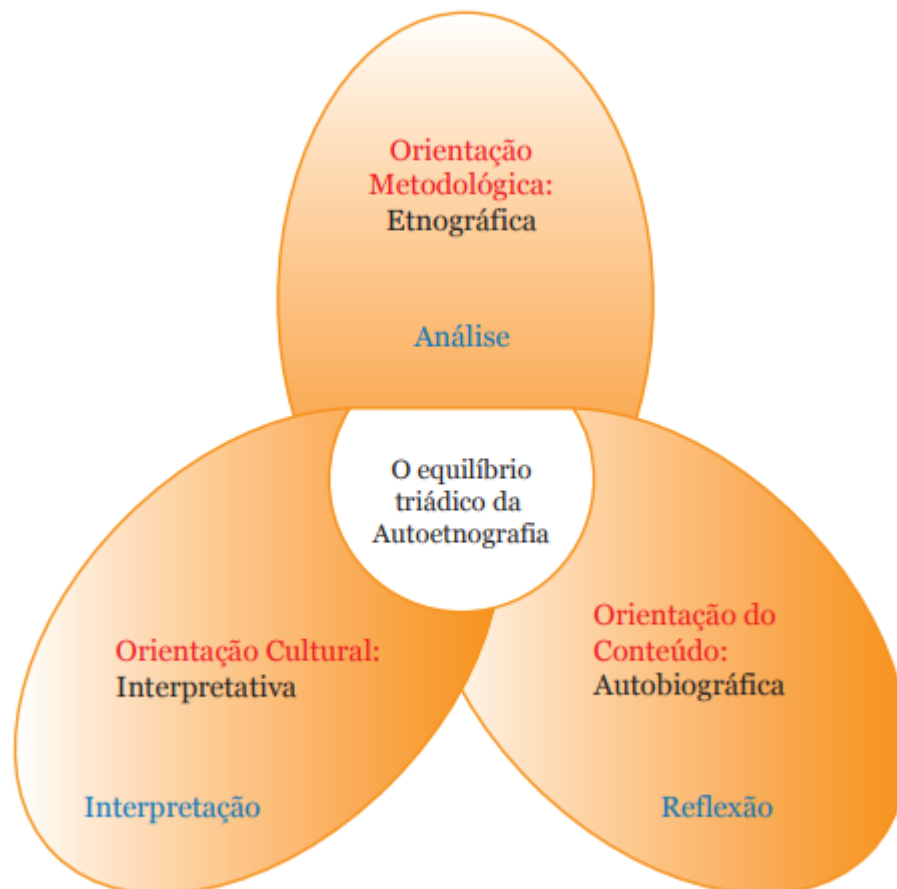 Orientação
Metodológica:
Etnográfica
Análise
O equilíbrio
triádico da
Autoetnografia
Orientação Cultural:
Interpretativa
Interpretação
Orientação do
Conteúdo:
Autobiográfica
Reflexão